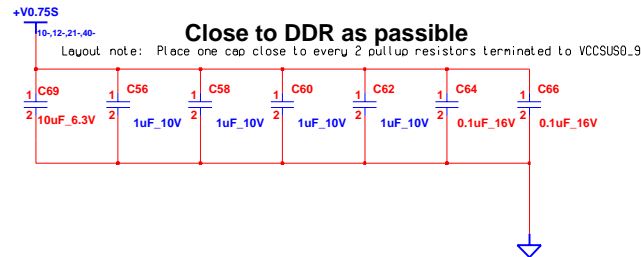 +V0.75S
10-,12-,21-,40-
Close to DDR as passible
Layout note: Place one cap close to every 2 pullup resistors terminated to VCCSUS0_9
1 C69
2 10uF_6.3V
1 C56
2 1uF_10V
1 C58
2 1uF_10V
1 C60
2 1uF_10V
1 C62
2 1uF_10V
1 C64
2 0.1uF_16V
1 C66
2 0.1uF_16V